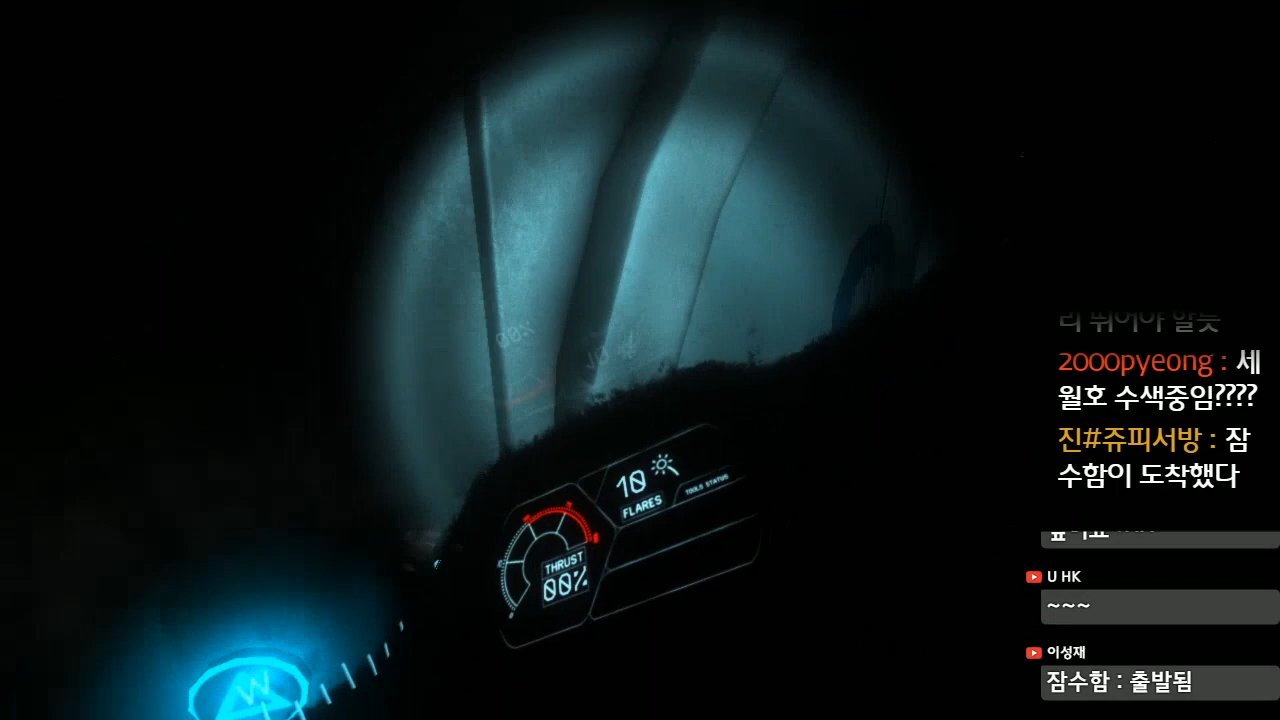 10
FLARES
TOOLS STATUS
THRUST
00%
W
2000pyeong : 세
월호 수색중임????
진#쥬피서방 : 잠
수함이 도착했다
U HK
~~~
이성재
잠수함 : 출발됨